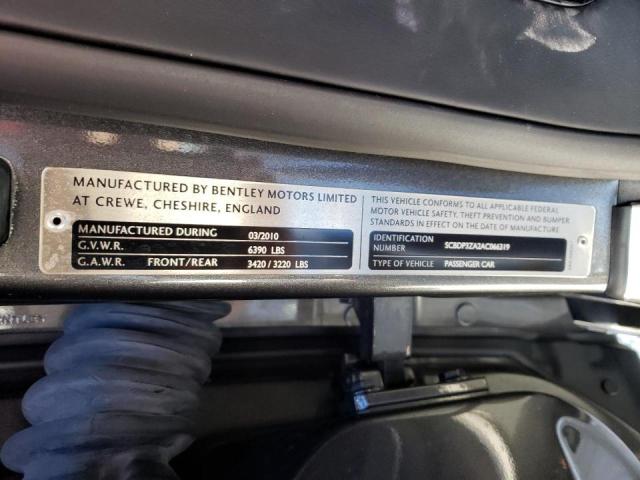 MANUFACTURED BY BENTLEY MOTORS LIMITED
AT CREWE, CHESHIRE, ENGLAND
MANUFACTURED DURING 03/2010
G.V.W.R. 6390 LBS
G.A.W.R. FRONT/REAR 3420 / 3220 LBS
THIS VEHICLE CONFORMS TO ALL APPLICABLE FEDERAL
MOTOR VEHICLE SAFETY, THEFT PREVENTION AND BUMPER
STANDARDS IN EFFECT ON THE DATE OF MANUFACTURE
IDENTIFICATION NUMBER SCBDP3ZA2AC066319
TYPE OF VEHICLE PASSENGER CAR